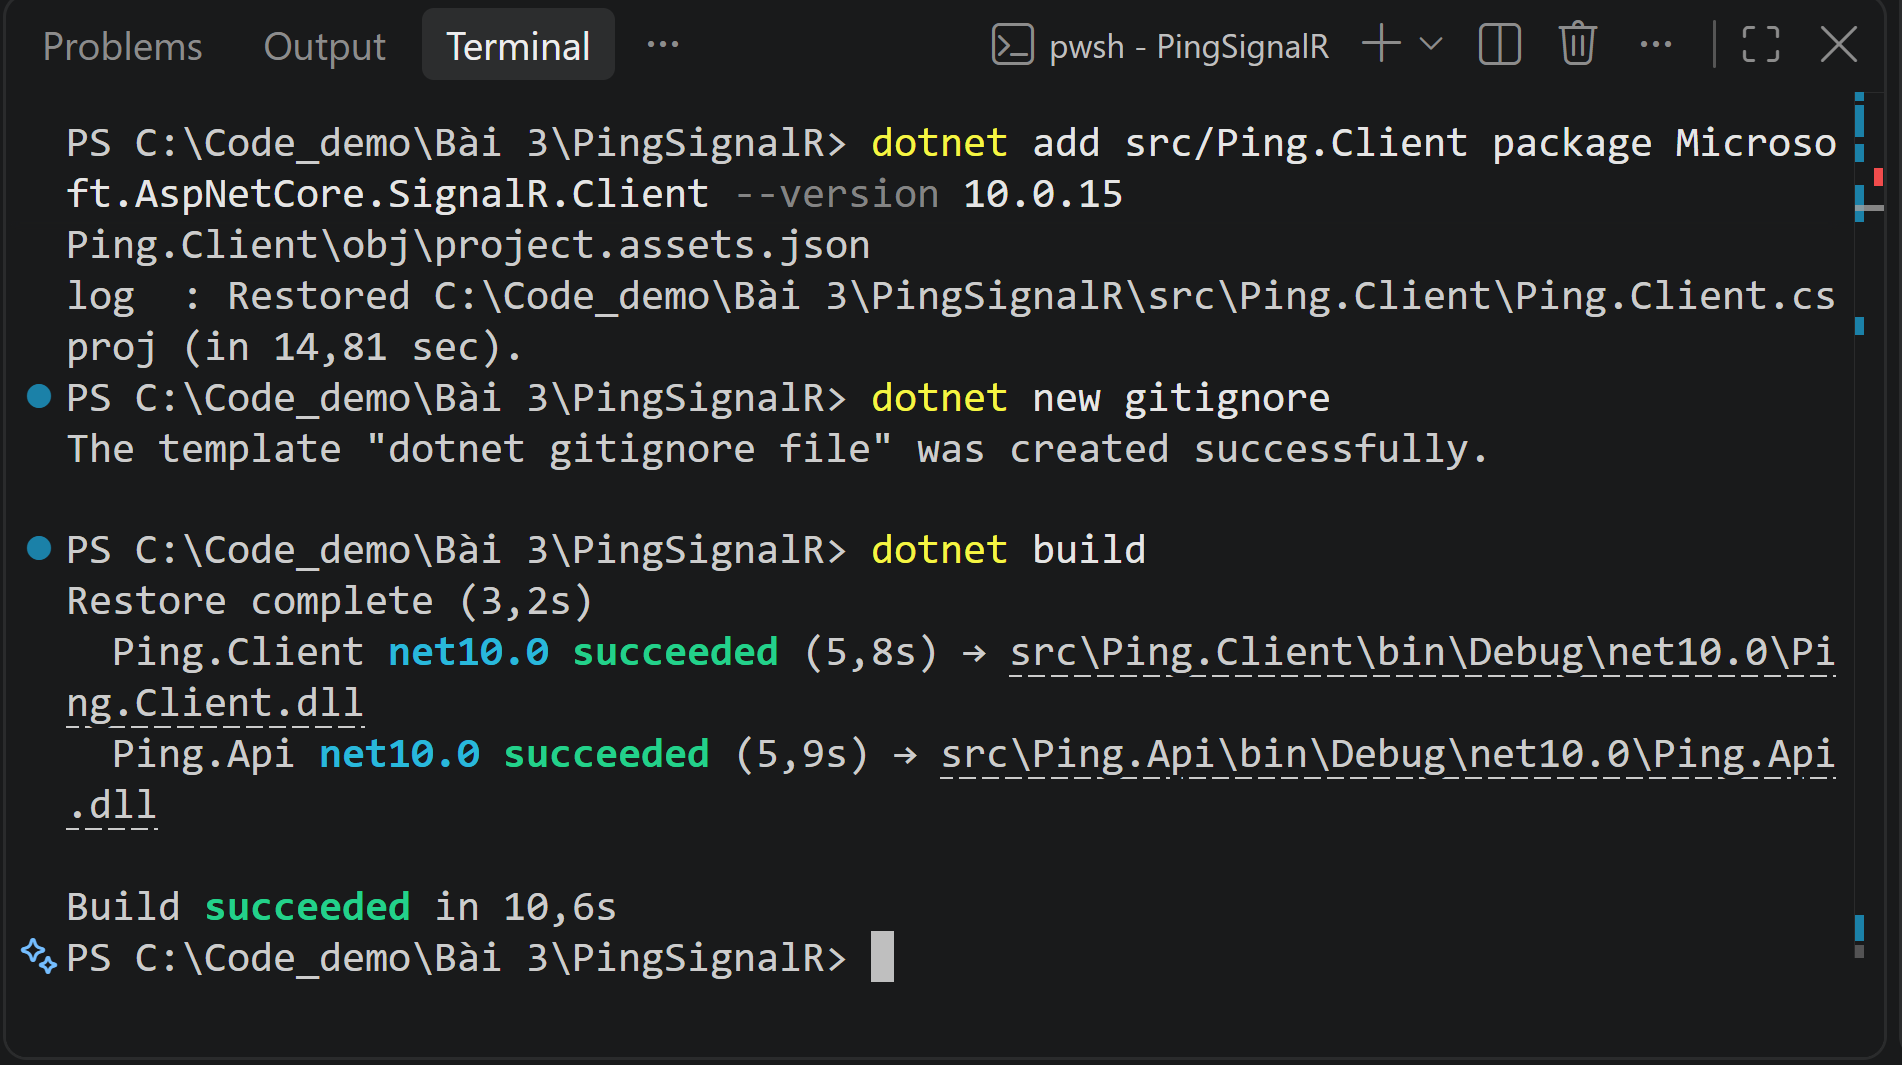 Problems Output Terminal ··· pwsh - PingSignalR
PS C:\Code_demo\Bài 3\PingSignalR> dotnet add src/Ping.Client package Microso
ft.AspNetCore.SignalR.Client --version 10.0.15
Ping.Client\obj\project.assets.json
log  : Restored C:\Code_demo\Bài 3\PingSignalR\src\Ping.Client\Ping.Client.cs
proj (in 14,81 sec).
PS C:\Code_demo\Bài 3\PingSignalR> dotnet new gitignore
The template "dotnet gitignore file" was created successfully.
PS C:\Code_demo\Bài 3\PingSignalR> dotnet build
Restore complete (3,2s)
  Ping.Client net10.0 succeeded (5,8s) → src\Ping.Client\bin\Debug\net10.0\Pi
ng.Client.dll
  Ping.Api net10.0 succeeded (5,9s) → src\Ping.Api\bin\Debug\net10.0\Ping.Api
.dll
Build succeeded in 10,6s
PS C:\Code_demo\Bài 3\PingSignalR>